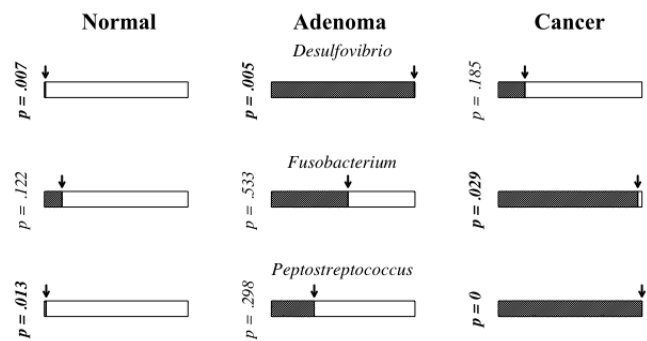 Normal Adenoma Cancer
Desulfovibrio
p = .007 p = .005 p = .185
Fusobacterium
p = .122 p = .533 p = .029
Peptostreptococcus
p = .013 p = .298 p = 0